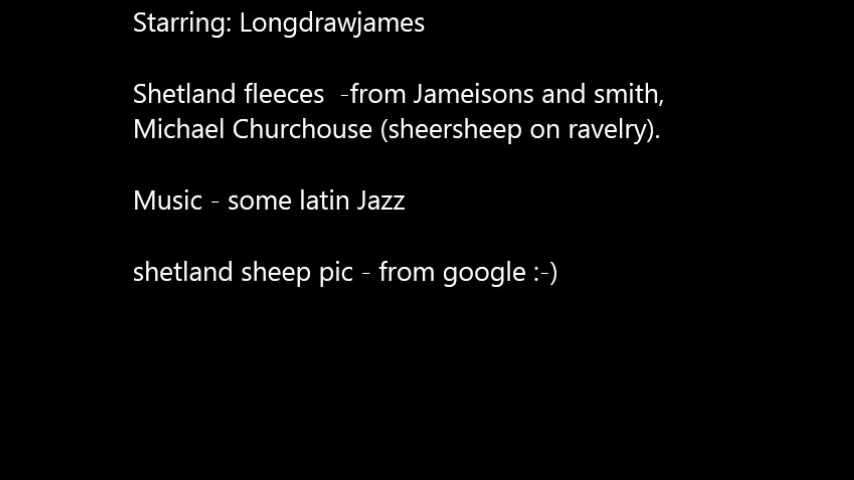 Starring: Longdrawjames
Shetland fleeces  -from Jameisons and smith,
Michael Churchouse (sheersheep on ravelry).
Music - some latin Jazz
shetland sheep pic - from google :-)